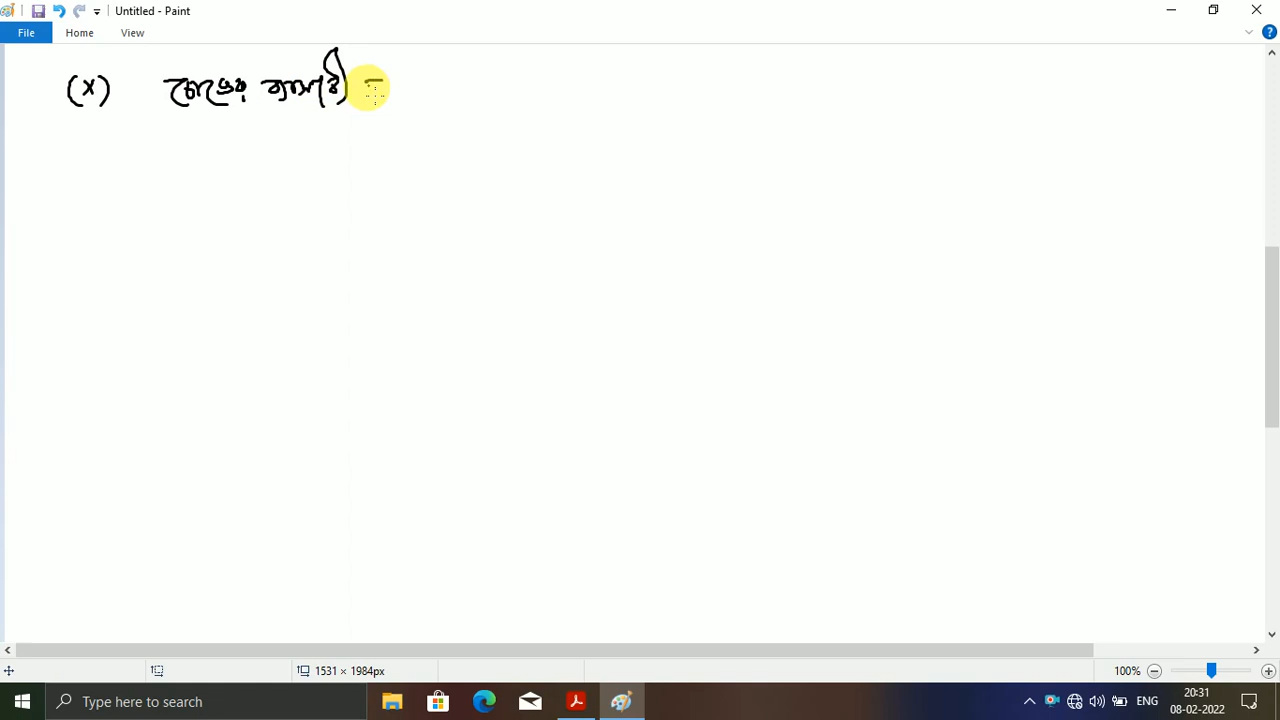 Untitled - Paint
File Home View
(x) চোঙের ব্যাসার্ধ
1531 × 1984px 100%
Type here to search ENG 20:31
08-02-2022